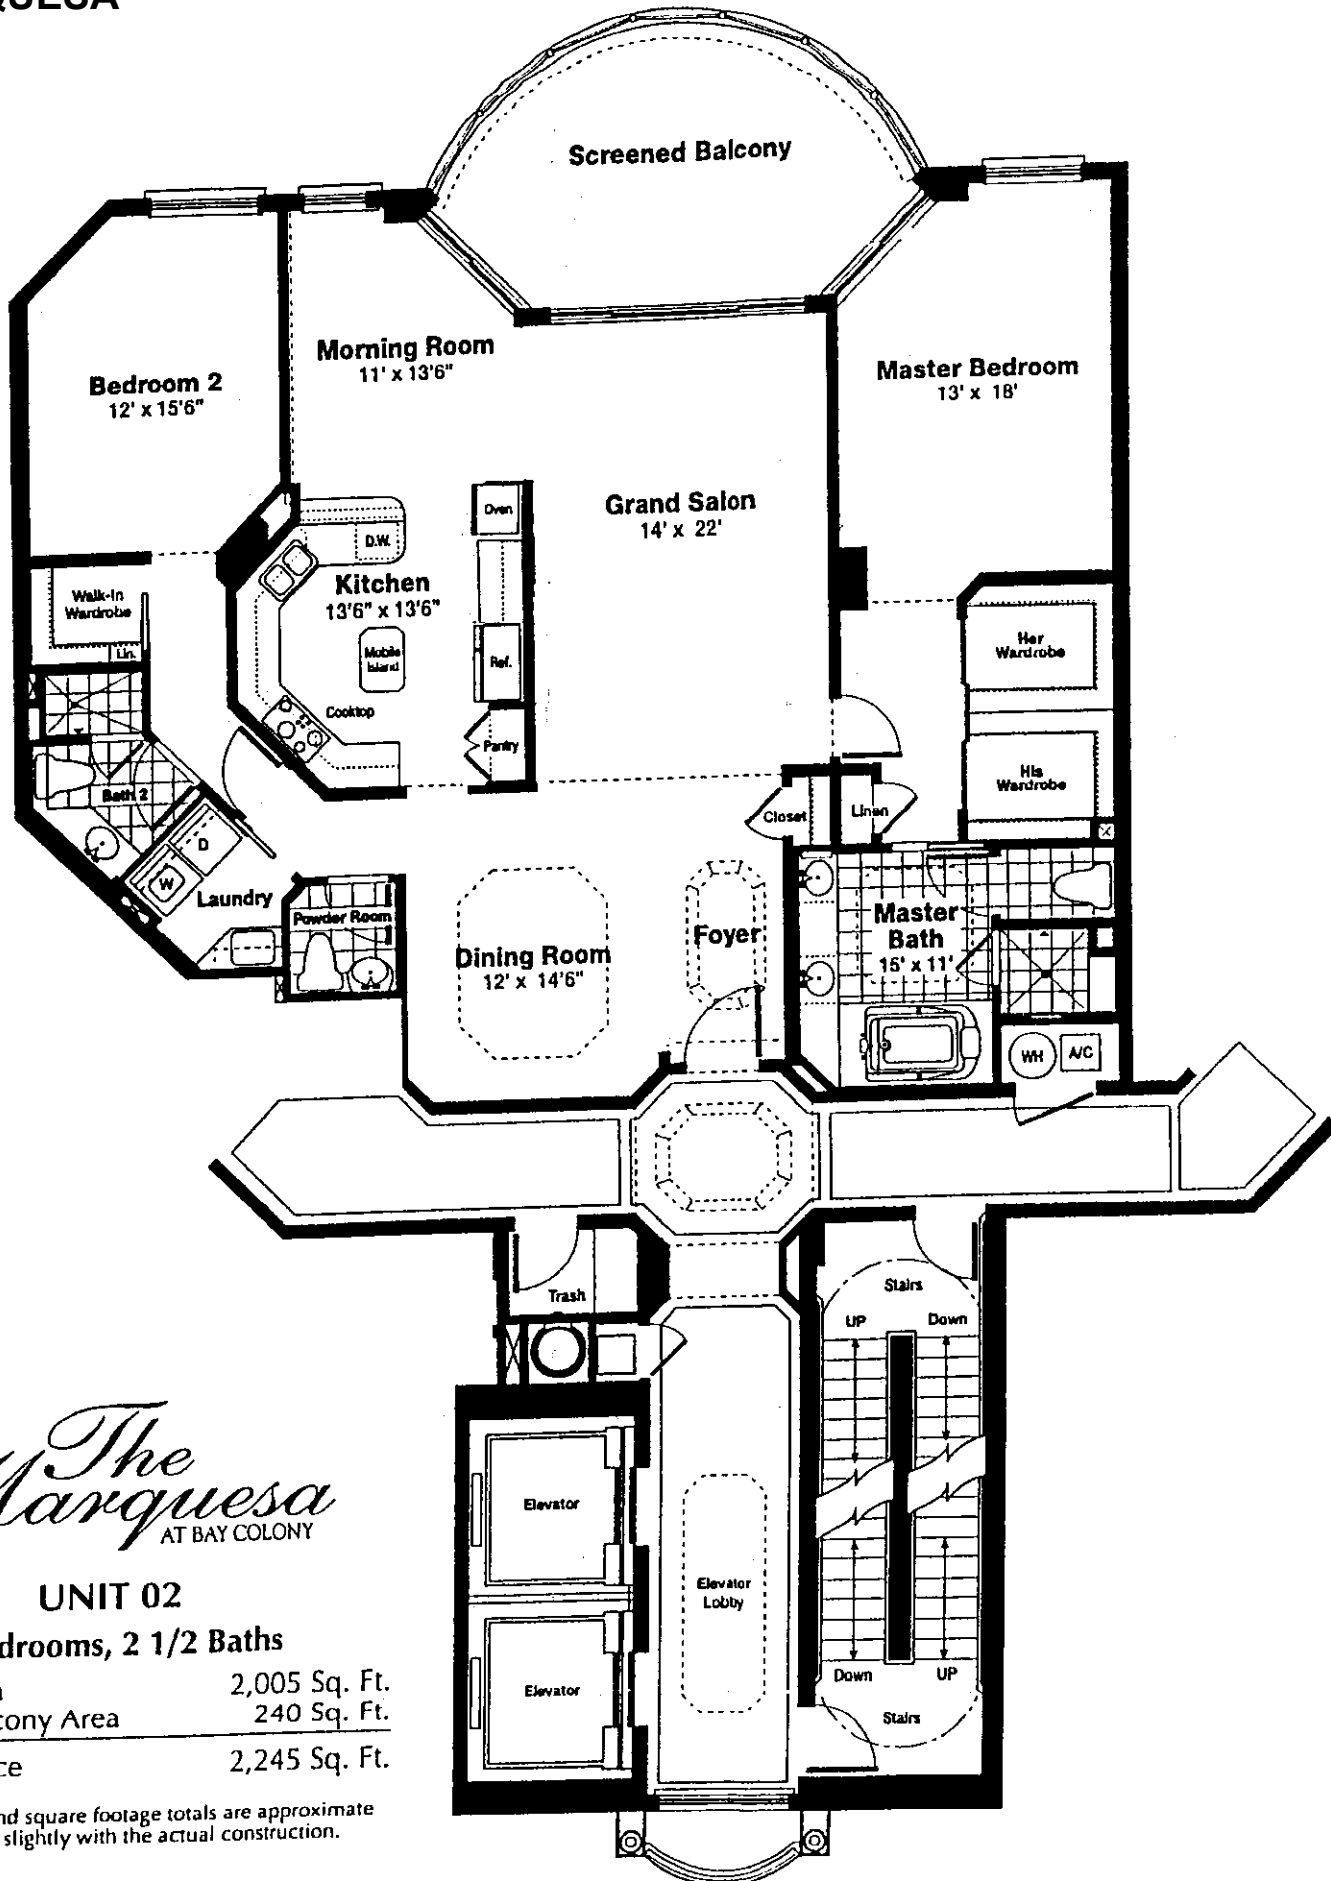 QUESA
Screened Balcony
Morning Room
11' x 13'6"
Bedroom 2
12' x 15'6"
Master Bedroom
13' x 18'
Grand Salon
14' x 22'
Oven
D.W.
Kitchen
13'6" x 13'6"
Mobile
Island
Ref.
Cooktop
Pantry
Walk-In
Wardrobe
Lin.
Her
Wardrobe
His
Wardrobe
Bath 2
Closet
Linen
D
W
Laundry
Powder Room
Dining Room
12' x 14'6"
Foyer
Master
Bath
15' x 11'
WH
A/C
Trash
Stairs
UP
Down
Elevator
Elevator
Lobby
Elevator
Down
UP
Stairs
The
Marquesa
AT BAY COLONY
UNIT 02
drooms, 2 1/2 Baths
a 2,005 Sq. Ft.
cony Area 240 Sq. Ft.
ce 2,245 Sq. Ft.
nd square footage totals are approximate
slightly with the actual construction.